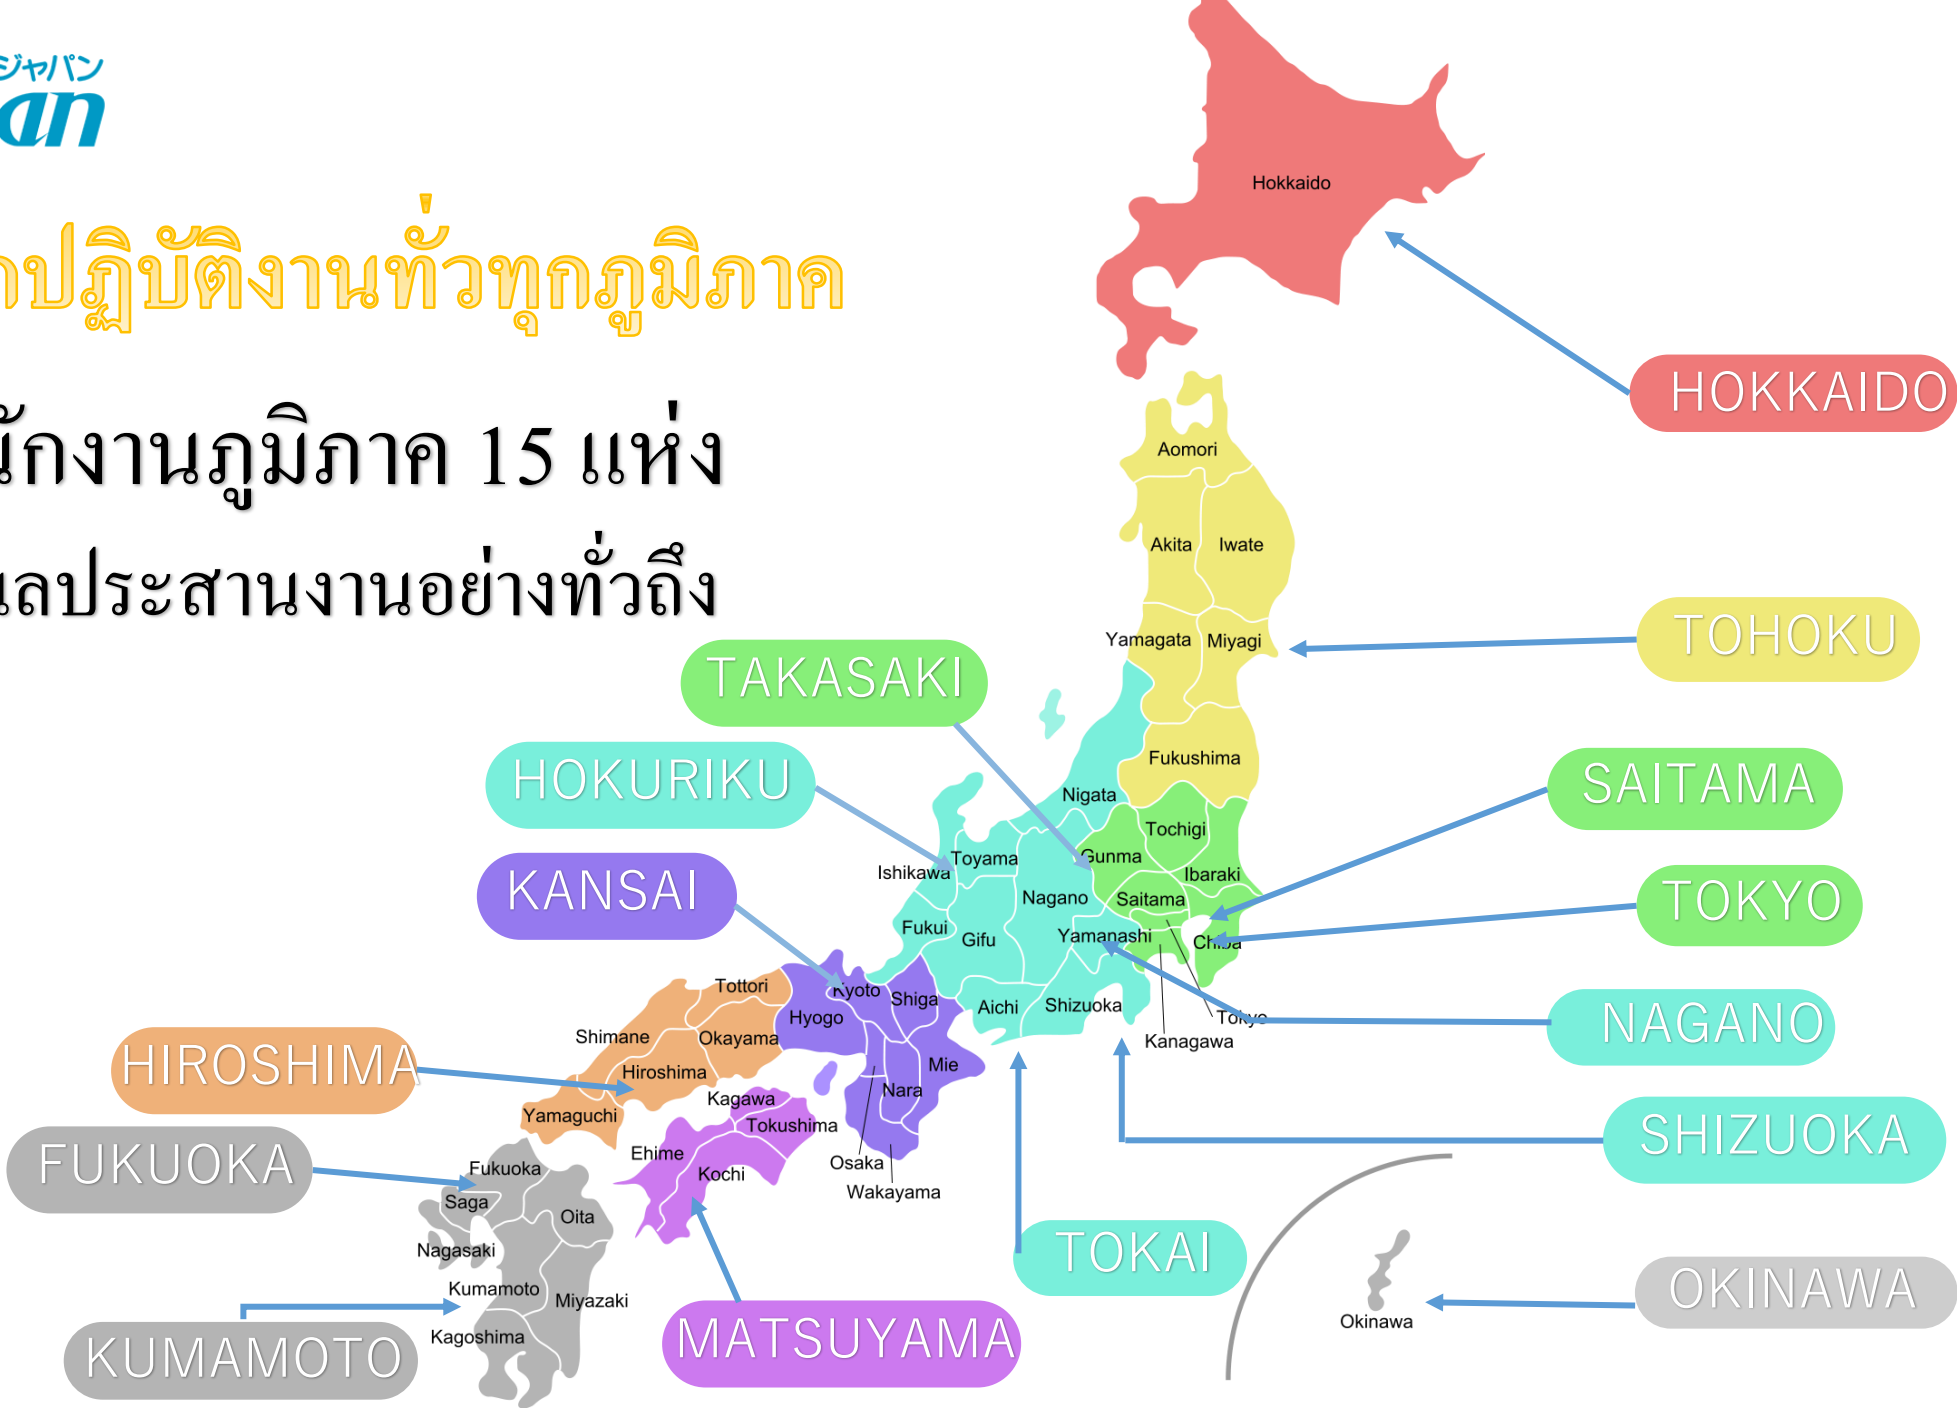 ジャパン
an
ปฏิบัติงานทั่วทุกภูมิภาค
นักงานภูมิภาค 15 แห่ง
ลประสานงานอย่างทั่วถึง
Hokkaido
HOKKAIDO
Aomori
Akita
Iwate
Yamagata
Miyagi
TOHOKU
TAKASAKI
Fukushima
HOKURIKU
Nigata
SAITAMA
Tochigi
Gunma
Toyama
Ishikawa
Ibaraki
KANSAI
Nagano
Saitama
TOKYO
Fukui
Gifu
Yamanashi
Chiba
Tottori
Kyoto
Shiga
Aichi
Shizuoka
Hyogo
Tokyo
NAGANO
Shimane
Okayama
Kanagawa
HIROSHIMA
Hiroshima
Mie
Nara
Kagawa
Yamaguchi
Tokushima
SHIZUOKA
Ehime
Osaka
FUKUOKA
Fukuoka
Kochi
Wakayama
Saga
Oita
Nagasaki
TOKAI
Kumamoto
Miyazaki
OKINAWA
Okinawa
Kagoshima
MATSUYAMA
KUMAMOTO